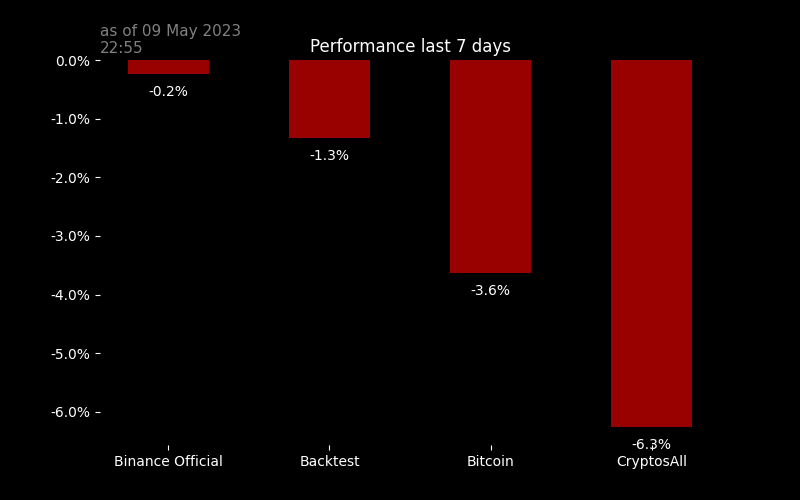 as of 09 May 2023
22:55
Performance last 7 days
0.0%
-1.0%
-2.0%
-3.0%
-4.0%
-5.0%
-6.0%
-0.2%
-1.3%
-3.6%
-6.3%
Binance Official
Backtest
Bitcoin
CryptosAll